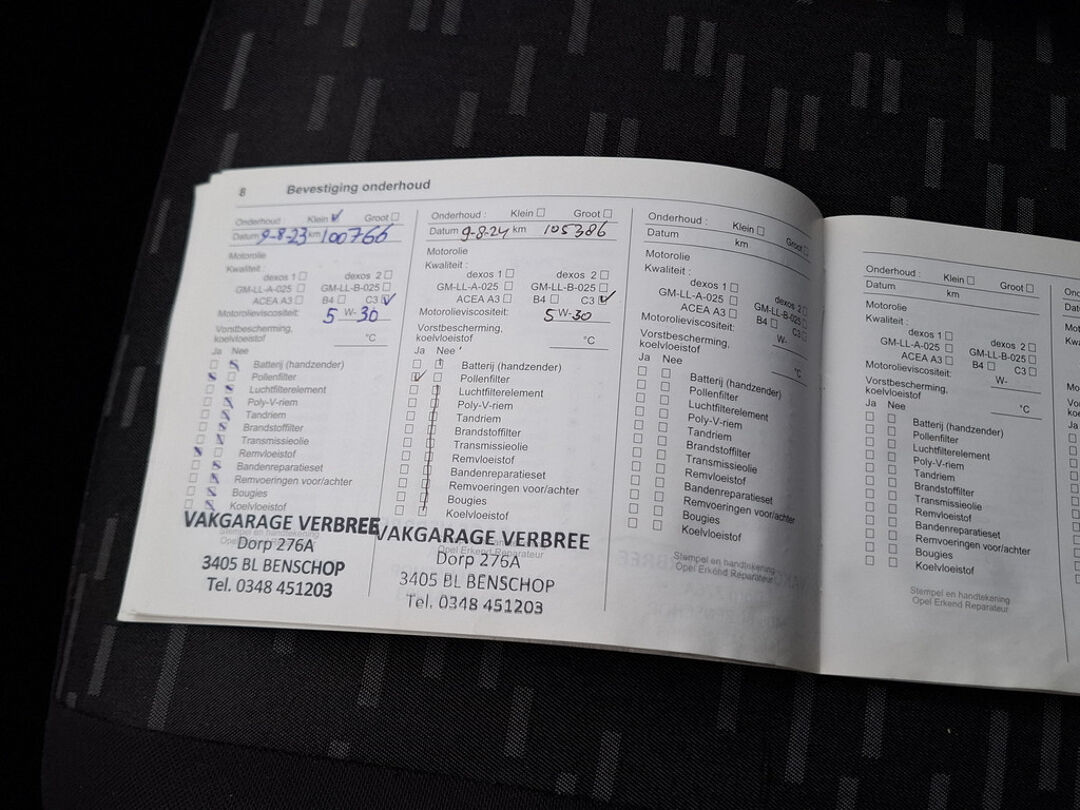 8 Bevestiging onderhoud
Onderhoud : Klein Groot
Datum 9-8-23 km 100766
Motorolie
Kwaliteit :
dexos 1 dexos 2
GM-LL-A-025 GM-LL-B-025
ACEA A3 B4 C3
Motorolieviscositeit: 5 W- 30
Vorstbescherming,
koelvloeistof °C
Ja Nee
Batterij (handzender)
Pollenfilter
Luchtfilterelement
Poly-V-riem
Tandriem
Brandstoffilter
Transmissieolie
Remvloeistof
Bandenreparatieset
Remvoeringen voor/achter
Bougies
Koelvloeistof
VAKGARAGE VERBREE
Dorp 276A
3405 BL BENSCHOP
Tel. 0348 451203
Onderhoud : Klein Groot
Datum 9-8-24 km 105386
Motorolie
Kwaliteit :
dexos 1 dexos 2
GM-LL-A-025 GM-LL-B-025
ACEA A3 B4 C3
Motorolieviscositeit: 5 W- 30
Vorstbescherming,
koelvloeistof °C
Ja Nee
Batterij (handzender)
Pollenfilter
Luchtfilterelement
Poly-V-riem
Tandriem
Brandstoffilter
Transmissieolie
Remvloeistof
Bandenreparatieset
Remvoeringen voor/achter
Bougies
Koelvloeistof
Opel Erkend Reparateur
VAKGARAGE VERBREE
Dorp 276A
3405 BL BENSCHOP
Tel. 0348 451203
Onderhoud : Klein Groot
Datum km
Motorolie
Kwaliteit :
dexos 1 dexos 2
GM-LL-A-025 GM-LL-B-025
ACEA A3 B4 C3
Motorolieviscositeit: W-
Vorstbescherming,
koelvloeistof °C
Ja Nee
Batterij (handzender)
Pollenfilter
Luchtfilterelement
Poly-V-riem
Tandriem
Brandstoffilter
Transmissieolie
Remvloeistof
Bandenreparatieset
Remvoeringen voor/achter
Bougies
Koelvloeistof
Stempel en handtekening
Opel Erkend Reparateur
Onderhoud : Klein Groot
Datum km
Motorolie
Kwaliteit :
dexos 1 dexos 2
GM-LL-A-025 GM-LL-B-025
ACEA A3 B4 C3
Motorolieviscositeit: W-
Vorstbescherming,
koelvloeistof °C
Ja Nee
Batterij (handzender)
Pollenfilter
Luchtfilterelement
Poly-V-riem
Tandriem
Brandstoffilter
Transmissieolie
Remvloeistof
Bandenreparatieset
Remvoeringen voor/achter
Bougies
Koelvloeistof
Stempel en handtekening
Opel Erkend Reparateur
Ja